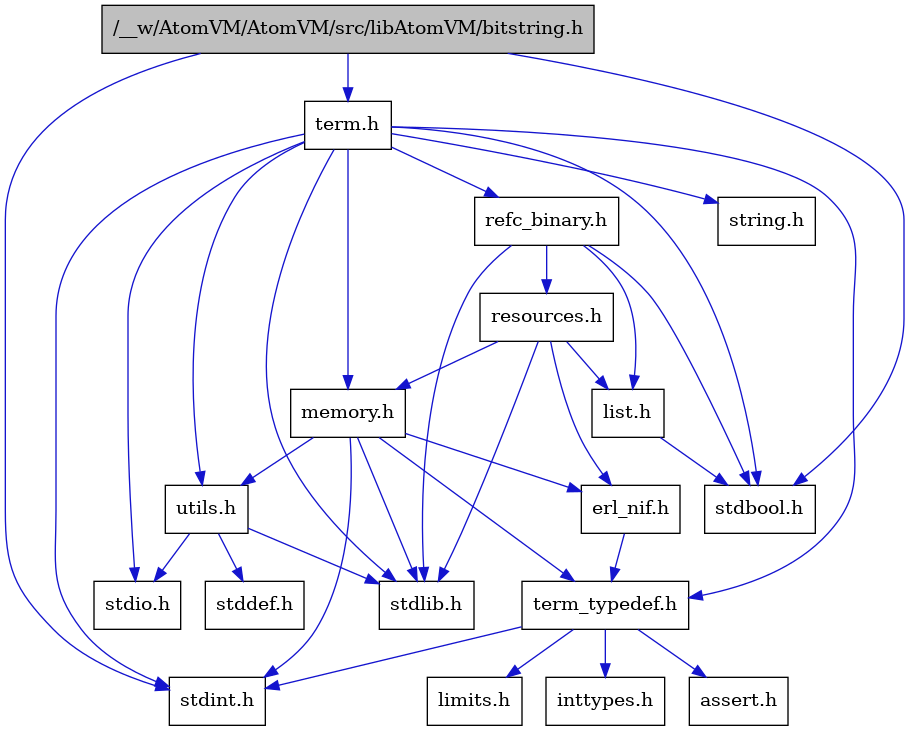 /__w/AtomVM/AtomVM/src/libAtomVM/bitstring.h
term.h
refc_binary.h
string.h
resources.h
memory.h
list.h
utils.h
erl_nif.h
stdbool.h
stdio.h
stddef.h
stdlib.h
term_typedef.h
stdint.h
limits.h
inttypes.h
assert.h